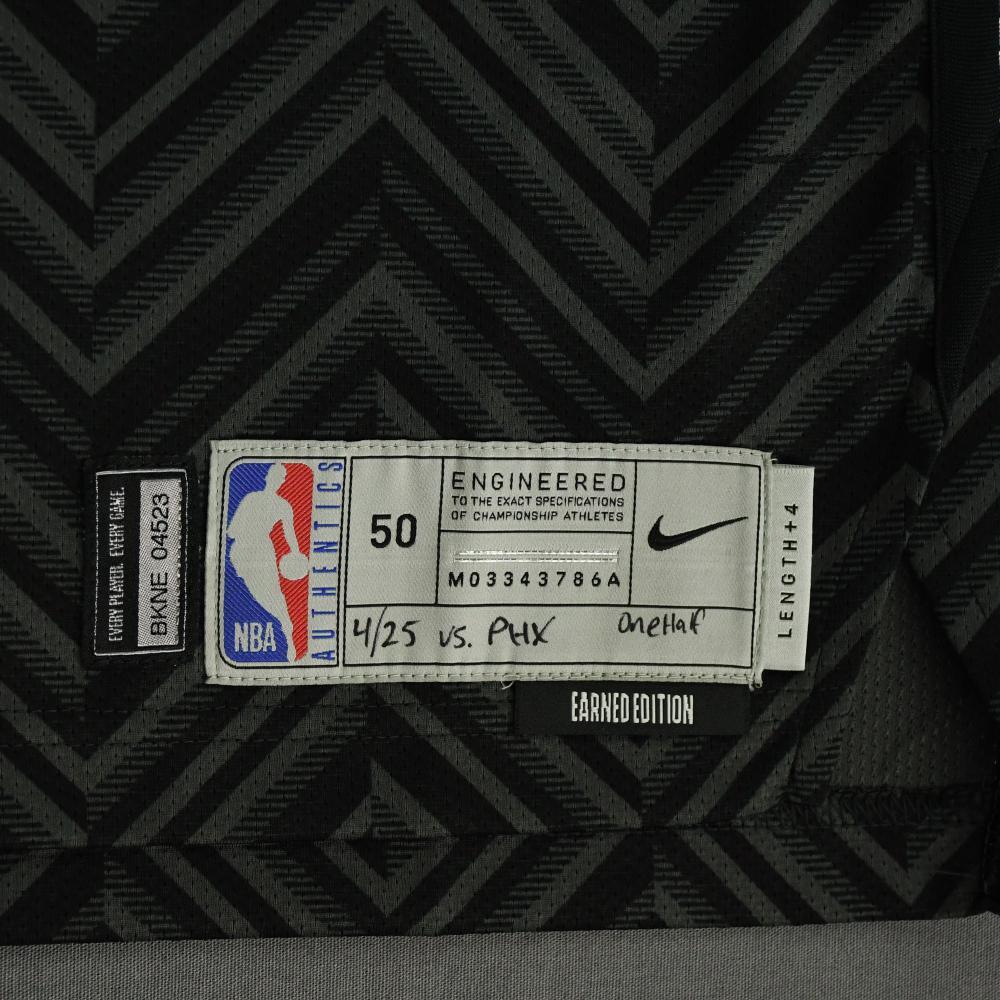 EVERY PLAYER. EVERY GAME.
BKNE 04523
NBA
AUTHENTICS
50
ENGINEERED
TO THE EXACT SPECIFICATIONS
OF CHAMPIONSHIP ATHLETES
M03343786A
4/25 vs. PHX OneHaf
LENGTH+4
EARNED EDITION